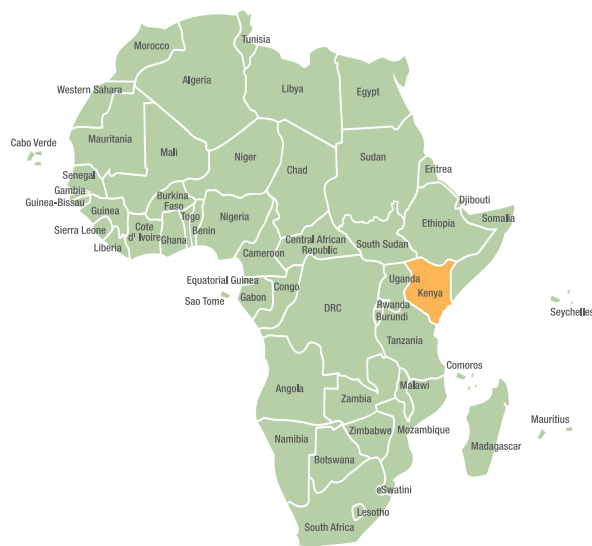 Tunisia
Morocco
Algeria
Libya
Egypt
Western Sahara
Mauritania
Mali
Niger
Chad
Sudan
Eritrea
Cabo Verde
Senegal
Gambia
Guinea-Bissau
Guinea
Sierra Leone
Liberia
Cote
d' Ivoire
Burkina
Faso
Ghana
Togo
Benin
Nigeria
Cameroon
Central African
Republic
South Sudan
Ethiopia
Djibouti
Somalia
Equatorial Guinea
Sao Tome
Gabon
Congo
DRC
Uganda
Kenya
Rwanda
Burundi
Tanzania
Seychelles
Comoros
Angola
Zambia
Malawi
Mozambique
Zimbabwe
Namibia
Botswana
Madagascar
Mauritius
eSwatini
Lesotho
South Africa